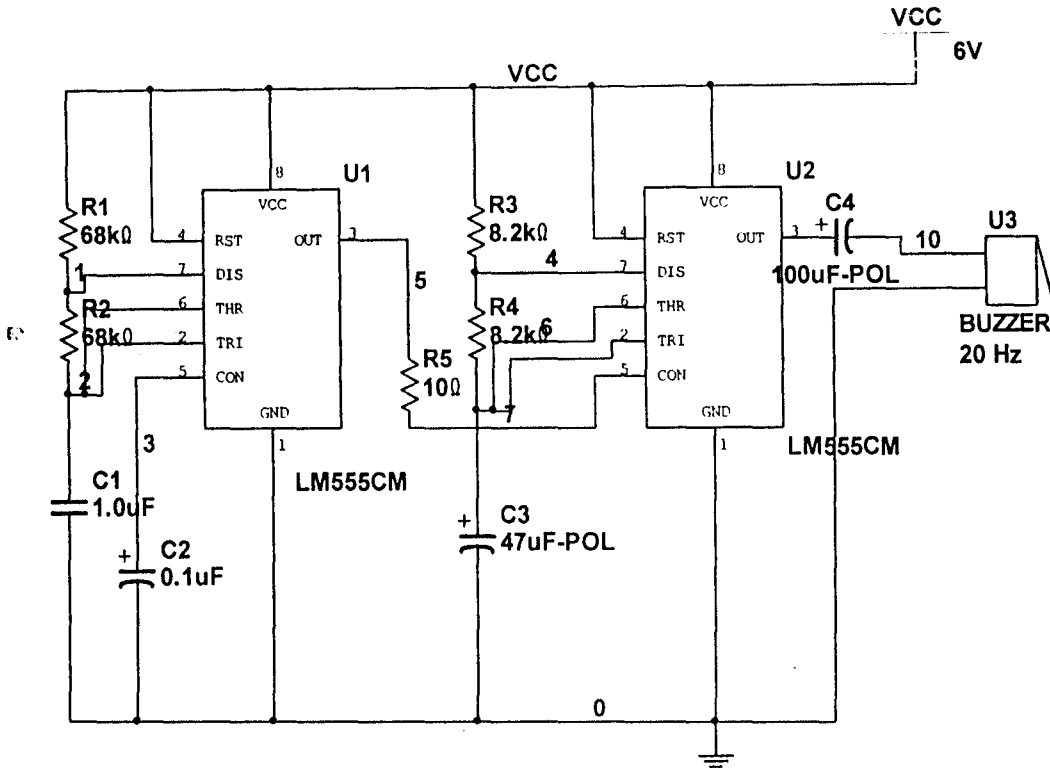 VCC
6V
VCC
8
U1
VCC
R1
68kΩ
4
RST
OUT
3
1
7
DIS
6
THR
R2
68kΩ
2
TRI
2
5
CON
GND
3
1
LM555CM
C1
1.0uF
C2
0.1uF
5
R5
10Ω
8
U2
VCC
R3
8.2kΩ
4
RST
OUT
3
4
7
DIS
R4
8.2kΩ
6
6
THR
2
TRI
5
CON
7
GND
1
LM555CM
C3
47uF-POL
C4
100uF-POL
10
U3
BUZZER
20 Hz
+
+
+
0